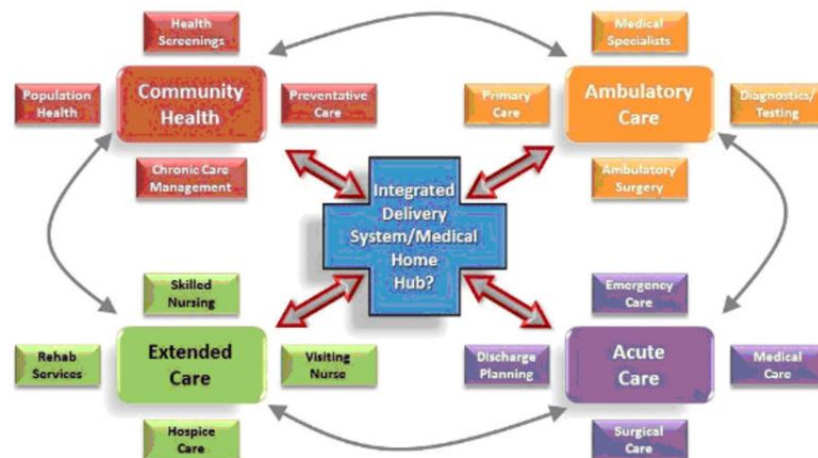 Health
Screenings
Population
Health
Community
Health
Preventative
Care
Chronic Care
Management
Medical
Specialists
Primary
Care
Ambulatory
Care
Diagnostics/
Testing
Ambulatory
Surgery
Integrated
Delivery
System/Medical
Home
Hub?
Skilled
Nursing
Rehab
Services
Extended
Care
Visiting
Nurse
Hospice
Care
Emergency
Care
Discharge
Planning
Acute
Care
Medical
Care
Surgical
Care